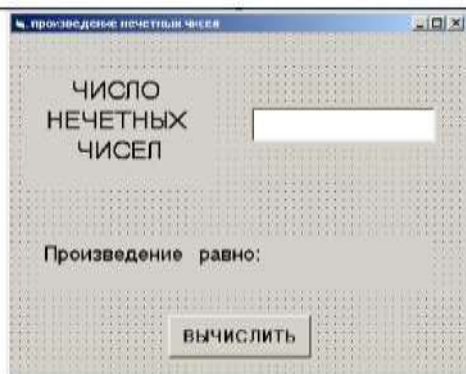 произведение нечетных чисел
ЧИСЛО
НЕЧЕТНЫХ
ЧИСЕЛ
Произведение равно:
ВЫЧИСЛИТЬ